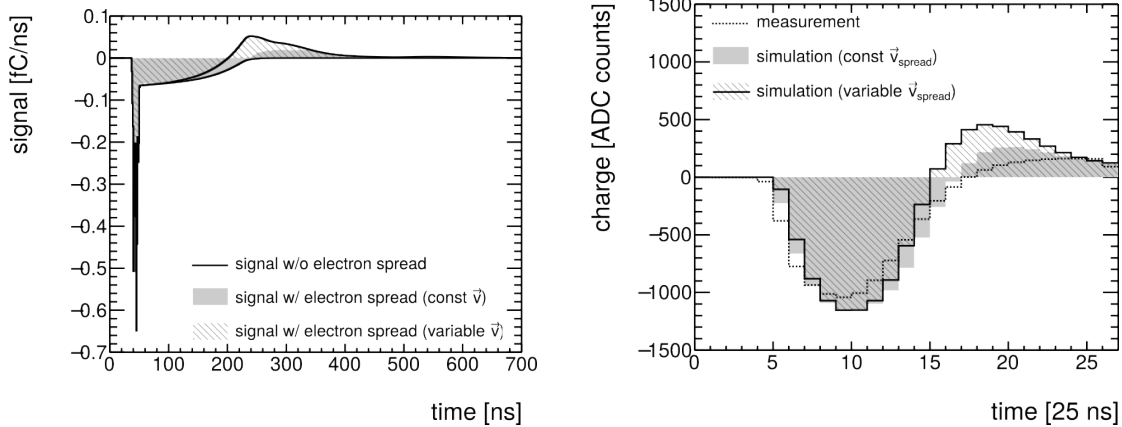 signal [fC/ns]
0.1
0
−0.1
−0.2
−0.3
−0.4
−0.5
−0.6
−0.7
signal w/o electron spread
signal w/ electron spread (const v⃗)
signal w/ electron spread (variable v⃗)
0 100 200 300 400 500 600 700
time [ns]
charge [ADC counts]
1500
1000
500
0
−500
−1000
−1500
measurement
simulation (const v⃗spread)
simulation (variable v⃗spread)
0 5 10 15 20 25
time [25 ns]